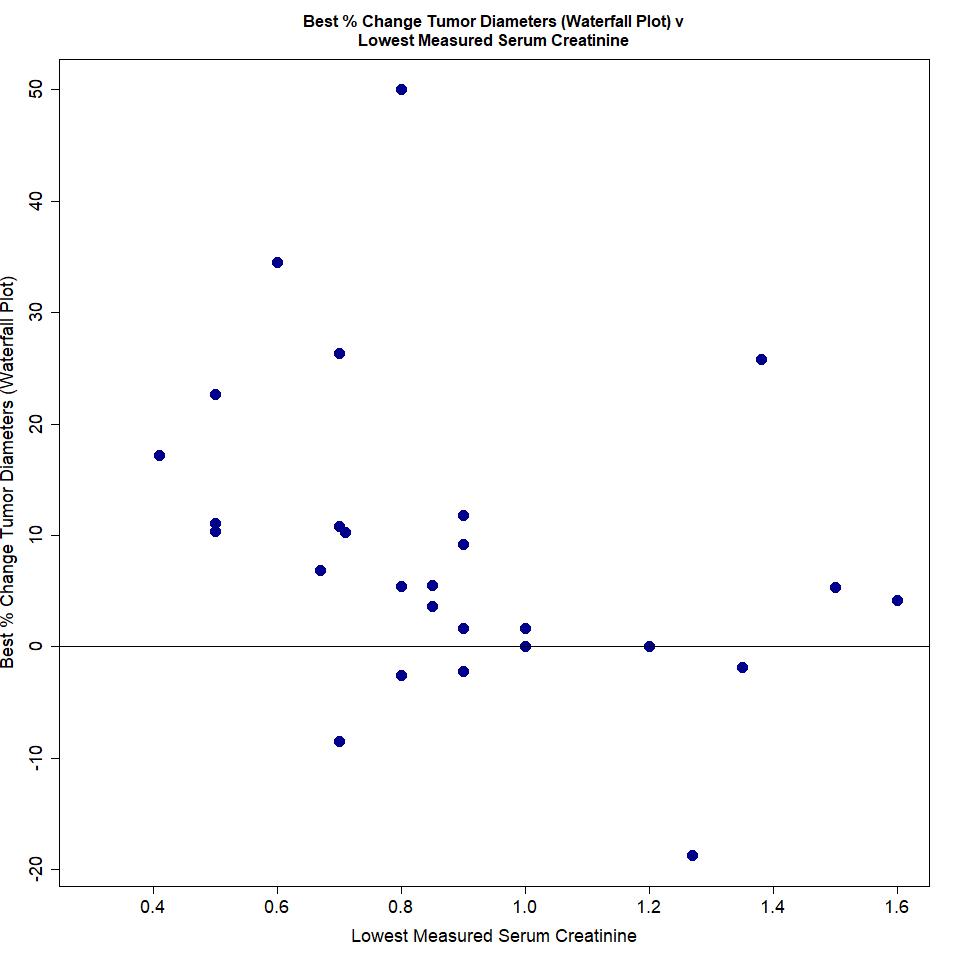 Best % Change Tumor Diameters (Waterfall Plot) v
Lowest Measured Serum Creatinine
Best % Change Tumor Diameters (Waterfall Plot)
50
40
30
20
10
0
-10
-20
0.4 0.6 0.8 1.0 1.2 1.4 1.6
Lowest Measured Serum Creatinine